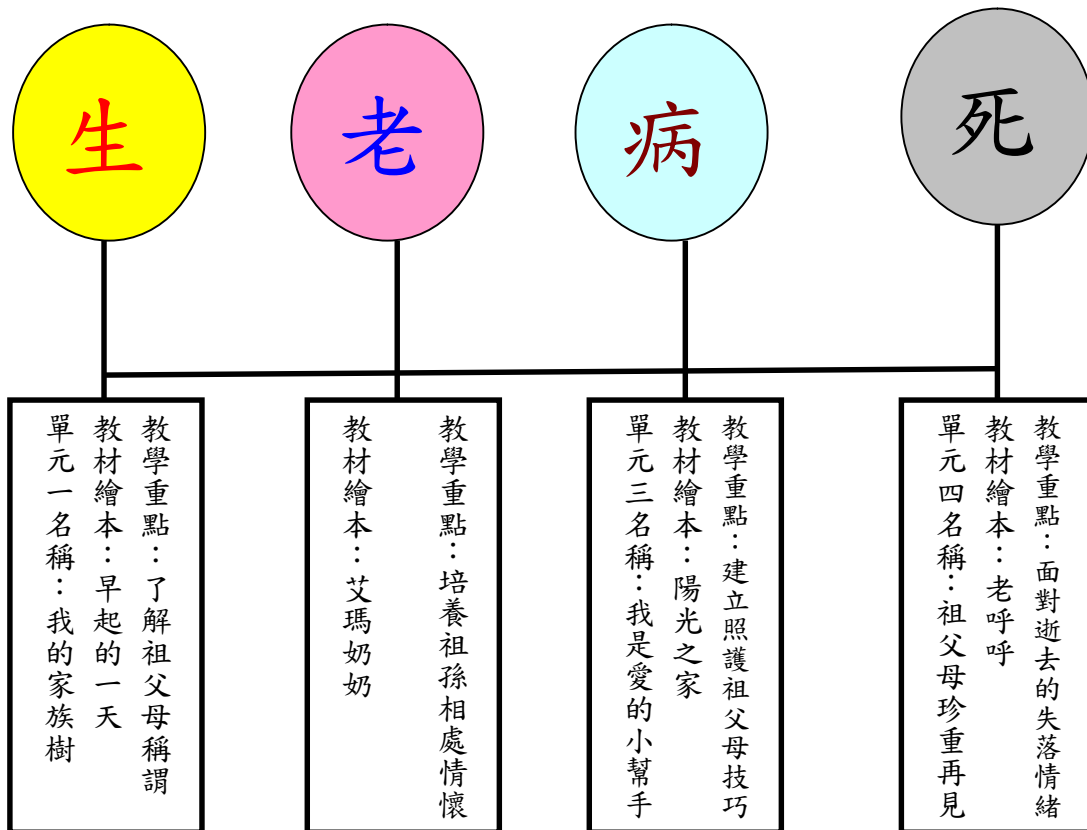 生
老
病
死
教學重點：了解祖父母稱謂
教材繪本：早起的一天
單元一名稱：我的家族樹
教學重點：培養祖孫相處情懷
教材繪本：艾瑪奶奶
教學重點：建立照護祖父母技巧
教材繪本：陽光之家
單元三名稱：我是愛的小幫手
教學重點：面對逝去的失落情緒
教材繪本：老呼呼
單元四名稱：祖父母珍重再見